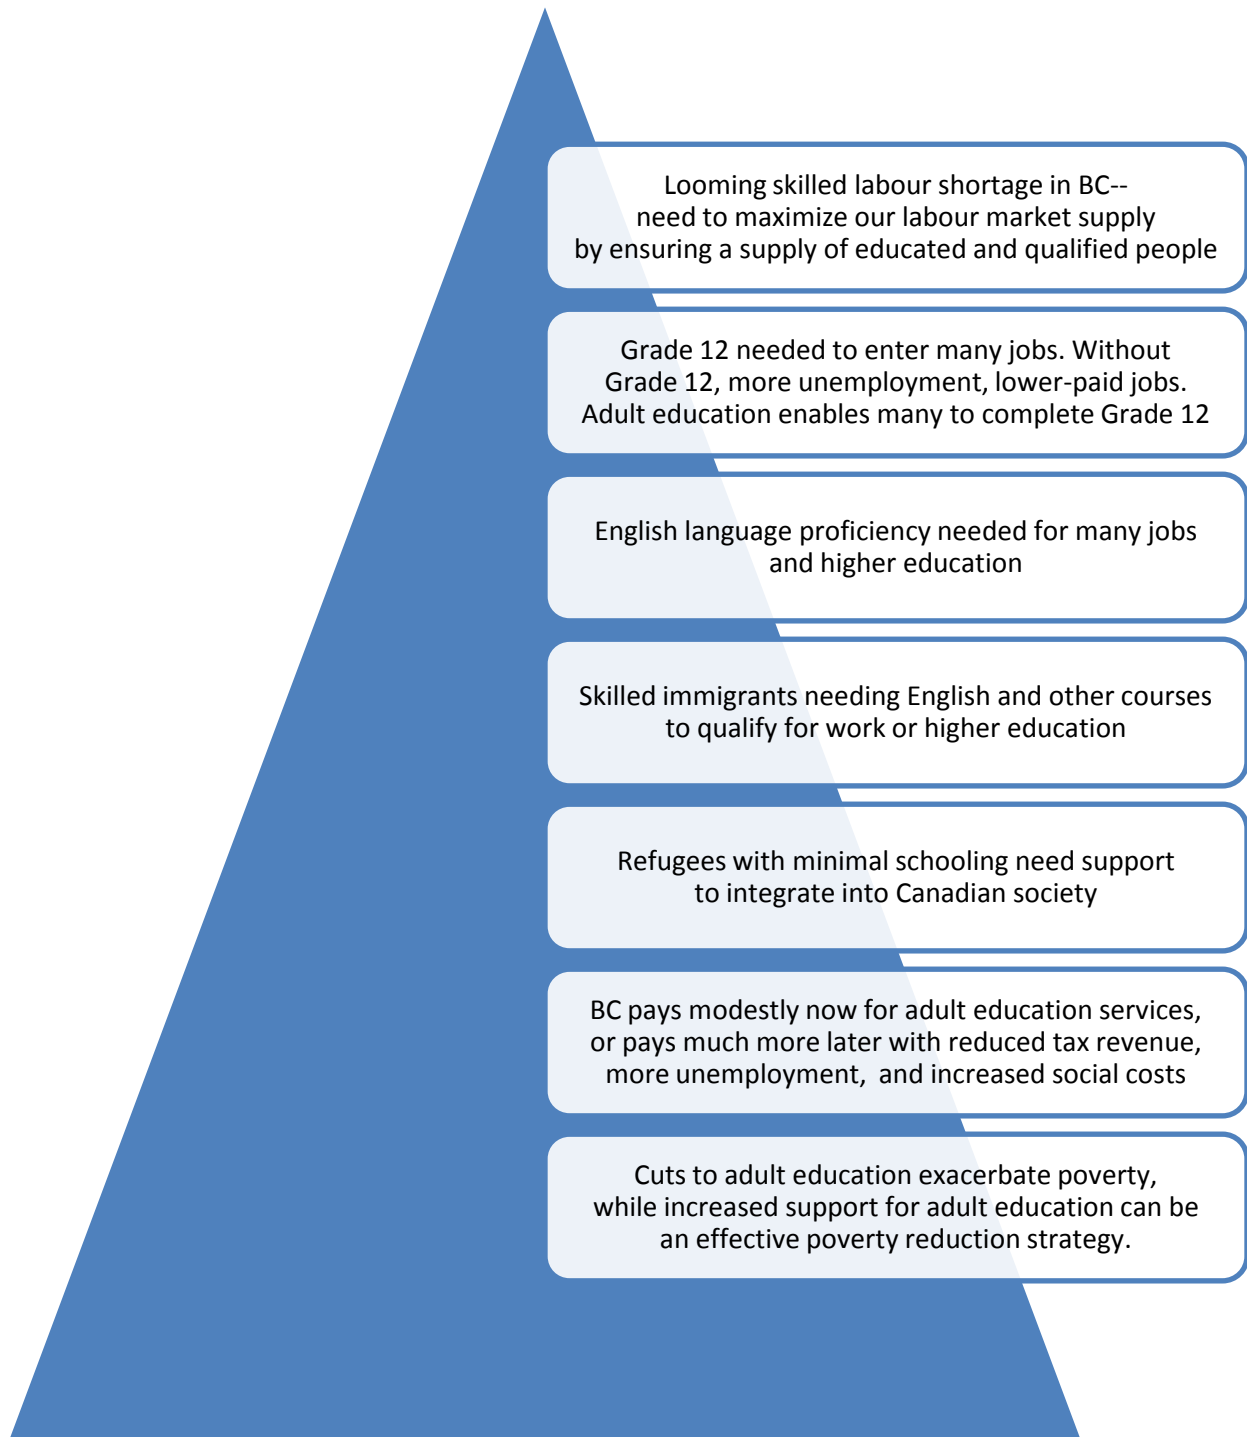 Looming skilled labour shortage in BC--
need to maximize our labour market supply
by ensuring a supply of educated and qualified people
Grade 12 needed to enter many jobs. Without
Grade 12, more unemployment, lower-paid jobs.
Adult education enables many to complete Grade 12
English language proficiency needed for many jobs
and higher education
Skilled immigrants needing English and other courses
to qualify for work or higher education
Refugees with minimal schooling need support
to integrate into Canadian society
BC pays modestly now for adult education services,
or pays much more later with reduced tax revenue,
more unemployment,  and increased social costs
Cuts to adult education exacerbate poverty,
while increased support for adult education can be
an effective poverty reduction strategy.